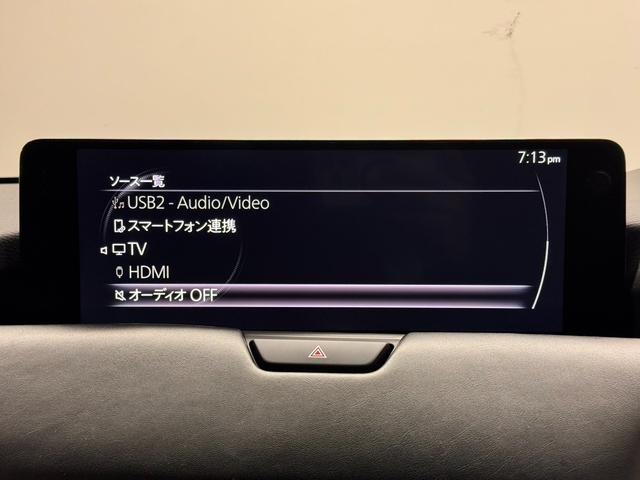 7:13pm
ソース一覧
USB2 - Audio/Video
スマートフォン連携
TV
HDMI
オーディオ OFF